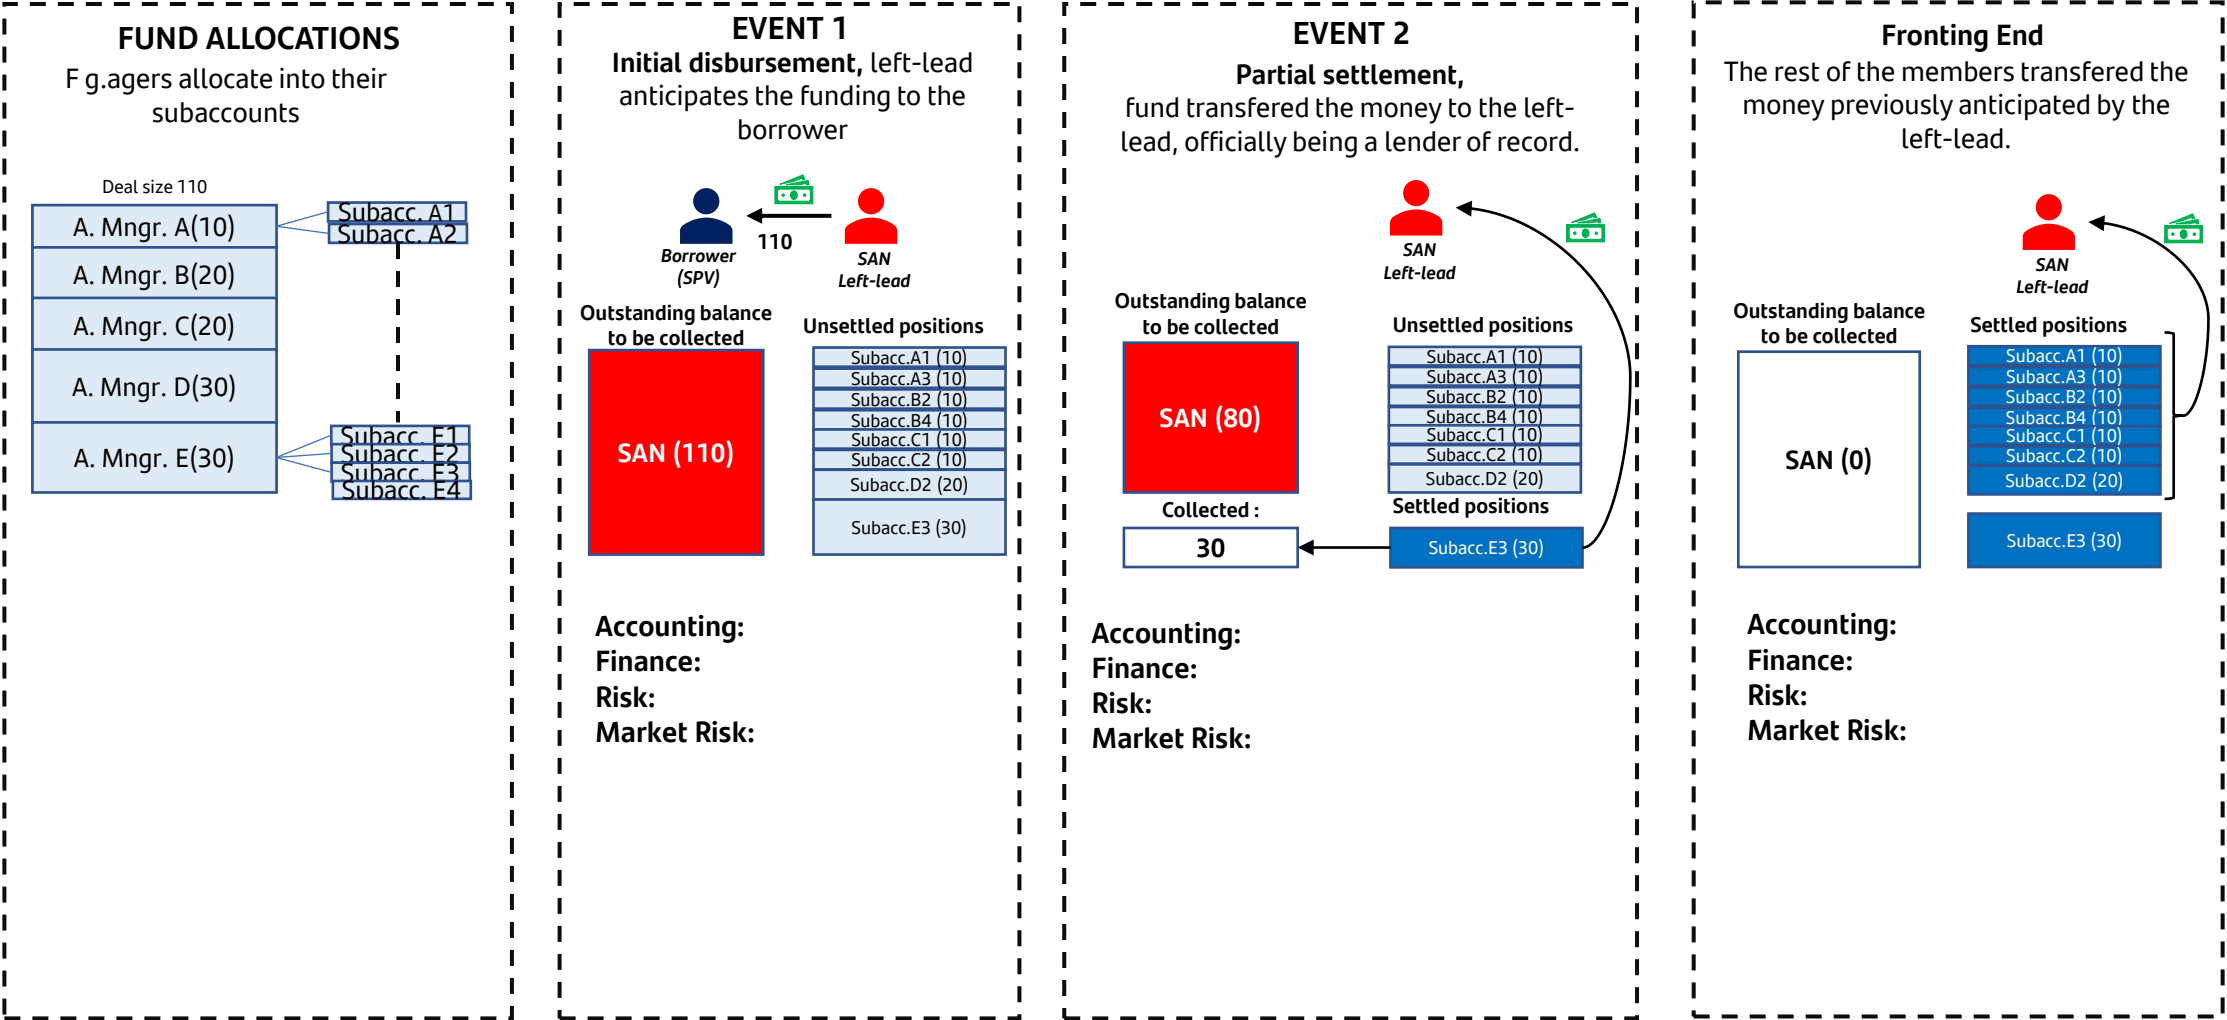 FUND ALLOCATIONS
F g.agers allocate into their
subaccounts
Deal size 110
A. Mngr. A(10)
A. Mngr. B(20)
A. Mngr. C(20)
A. Mngr. D(30)
A. Mngr. E(30)
Subacc. A1
Subacc. A2
Subacc. E1
Subacc. E2
Subacc. E3
Subacc. E4
EVENT 1
Initial disbursement, left-lead
anticipates the funding to the
borrower
110
Borrower
(SPV)
SAN
Left-lead
Outstanding balance
to be collected
SAN (110)
Unsettled positions
Subacc.A1 (10)
Subacc.A3 (10)
Subacc.B2 (10)
Subacc.B4 (10)
Subacc.C1 (10)
Subacc.C2 (10)
Subacc.D2 (20)
Subacc.E3 (30)
Accounting:
Finance:
Risk:
Market Risk:
EVENT 2
Partial settlement,
fund transfered the money to the left-
lead, officially being a lender of record.
SAN
Left-lead
Outstanding balance
to be collected
SAN (80)
Collected :
30
Unsettled positions
Subacc.A1 (10)
Subacc.A3 (10)
Subacc.B2 (10)
Subacc.B4 (10)
Subacc.C1 (10)
Subacc.C2 (10)
Subacc.D2 (20)
Settled positions
Subacc.E3 (30)
Accounting:
Finance:
Risk:
Market Risk:
Fronting End
The rest of the members transfered the
money previously anticipated by the
left-lead.
SAN
Left-lead
Outstanding balance
to be collected
SAN (0)
Settled positions
Subacc.A1 (10)
Subacc.A3 (10)
Subacc.B2 (10)
Subacc.B4 (10)
Subacc.C1 (10)
Subacc.C2 (10)
Subacc.D2 (20)
Subacc.E3 (30)
Accounting:
Finance:
Risk:
Market Risk: